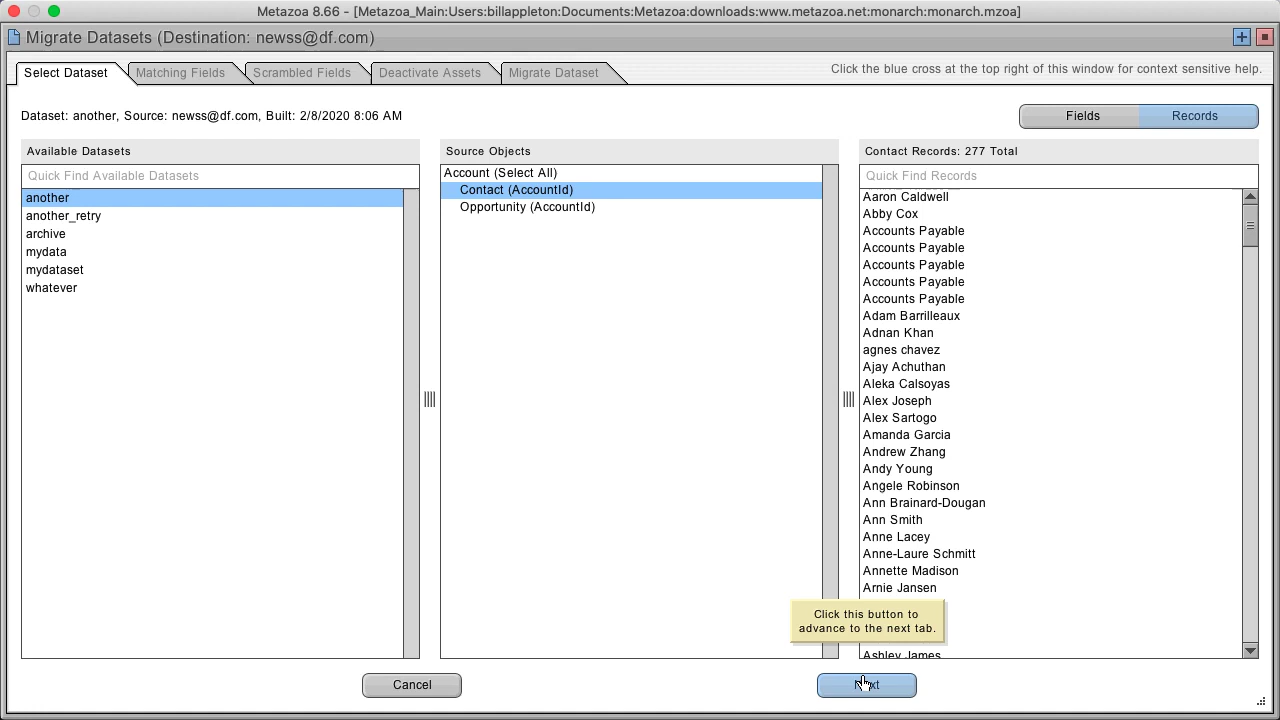 Metazoa 8.66 - [Metazoa_Main:Users:billappleton:Documents:Metazoa:downloads:www.metazoa.net:monarch:monarch.mzoa]
Migrate Datasets (Destination: newss@df.com)
Select Dataset
Matching Fields
Scrambled Fields
Deactivate Assets
Migrate Dataset
Click the blue cross at the top right of this window for context sensitive help.
Dataset: another, Source: newss@df.com, Built: 2/8/2020 8:06 AM
Fields
Records
Available Datasets
Quick Find Available Datasets
another
another_retry
archive
mydata
mydataset
whatever
Source Objects
Account (Select All)
Contact (AccountId)
Opportunity (AccountId)
Contact Records: 277 Total
Quick Find Records
Aaron Caldwell
Abby Cox
Accounts Payable
Accounts Payable
Accounts Payable
Accounts Payable
Accounts Payable
Adam Barrilleaux
Adnan Khan
agnes chavez
Ajay Achuthan
Aleka Calsoyas
Alex Joseph
Alex Sartogo
Amanda Garcia
Andrew Zhang
Andy Young
Angele Robinson
Ann Brainard-Dougan
Ann Smith
Anne Lacey
Anne-Laure Schmitt
Annette Madison
Arnie Jansen
Ashley James
Click this button to
advance to the next tab.
Cancel
Next